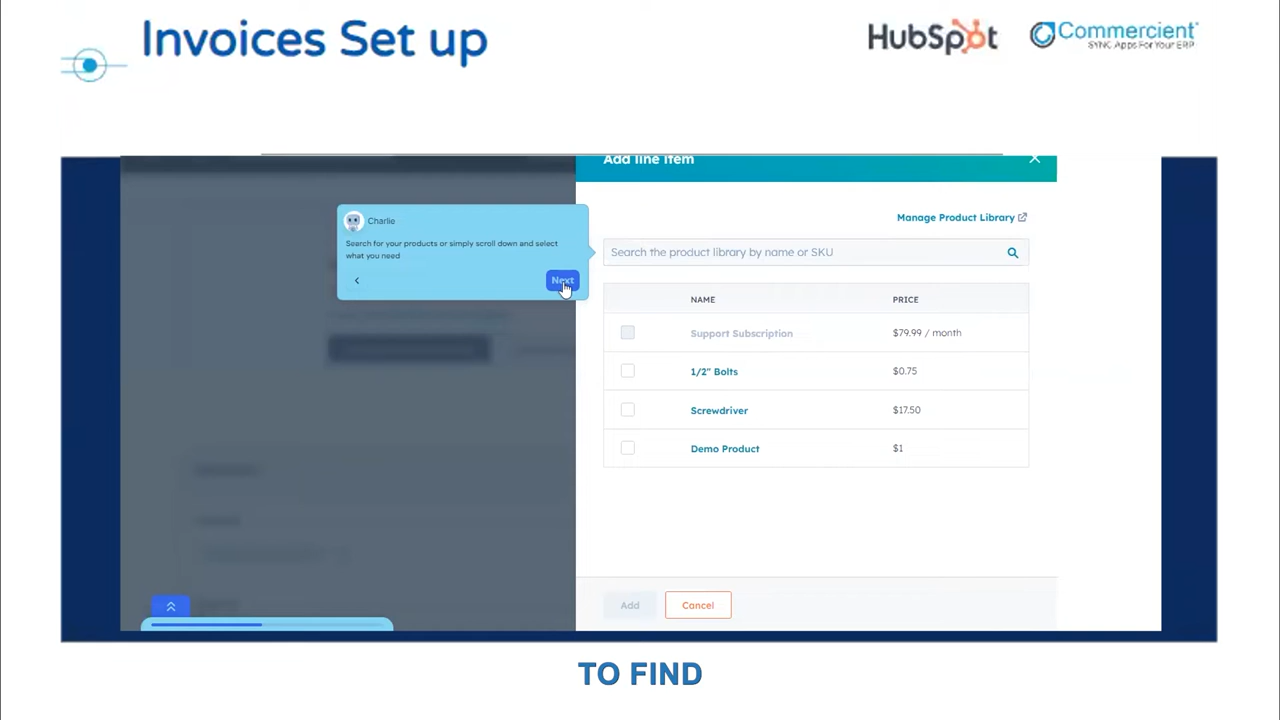 Invoices Set up
HubSpot
Commercient
SYNC Apps For Your ERP
Add line item
Manage Product Library
Charlie
Search for your products or simply scroll down and select
what you need
Next
Search the product library by name or SKU
NAME PRICE
Support Subscription $79.99 / month
1/2" Bolts $0.75
Screwdriver $17.50
Demo Product $1
Add Cancel
TO FIND